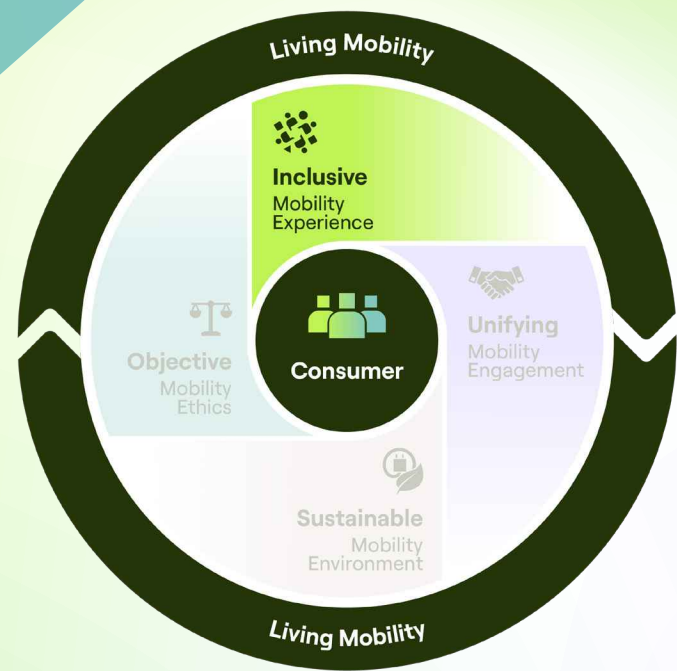 Living Mobility
Inclusive
Mobility
Experience
Unifying
Mobility
Engagement
Objective
Mobility
Ethics
Consumer
Sustainable
Mobility
Environment
Living Mobility